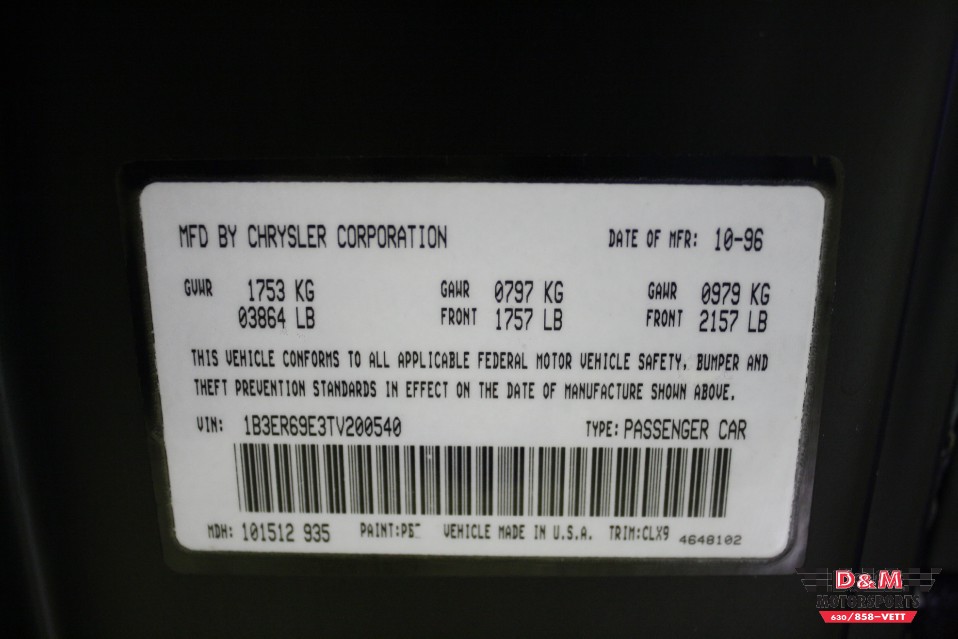 MFD BY CHRYSLER CORPORATION DATE OF MFR: 10-96
GVWR 1753 KG GAWR 0797 KG GAWR 0979 KG
03864 LB FRONT 1757 LB FRONT 2157 LB
THIS VEHICLE CONFORMS TO ALL APPLICABLE FEDERAL MOTOR VEHICLE SAFETY, BUMPER AND
THEFT PREVENTION STANDARDS IN EFFECT ON THE DATE OF MANUFACTURE SHOWN ABOVE.
VIN: 1B3ER69E3TV200540 TYPE: PASSENGER CAR
MDH: 101512 935 PAINT: VEHICLE MADE IN U.S.A. TRIM:CLX9 4648102
D&M
MOTORSPORTS
630/858-VETT